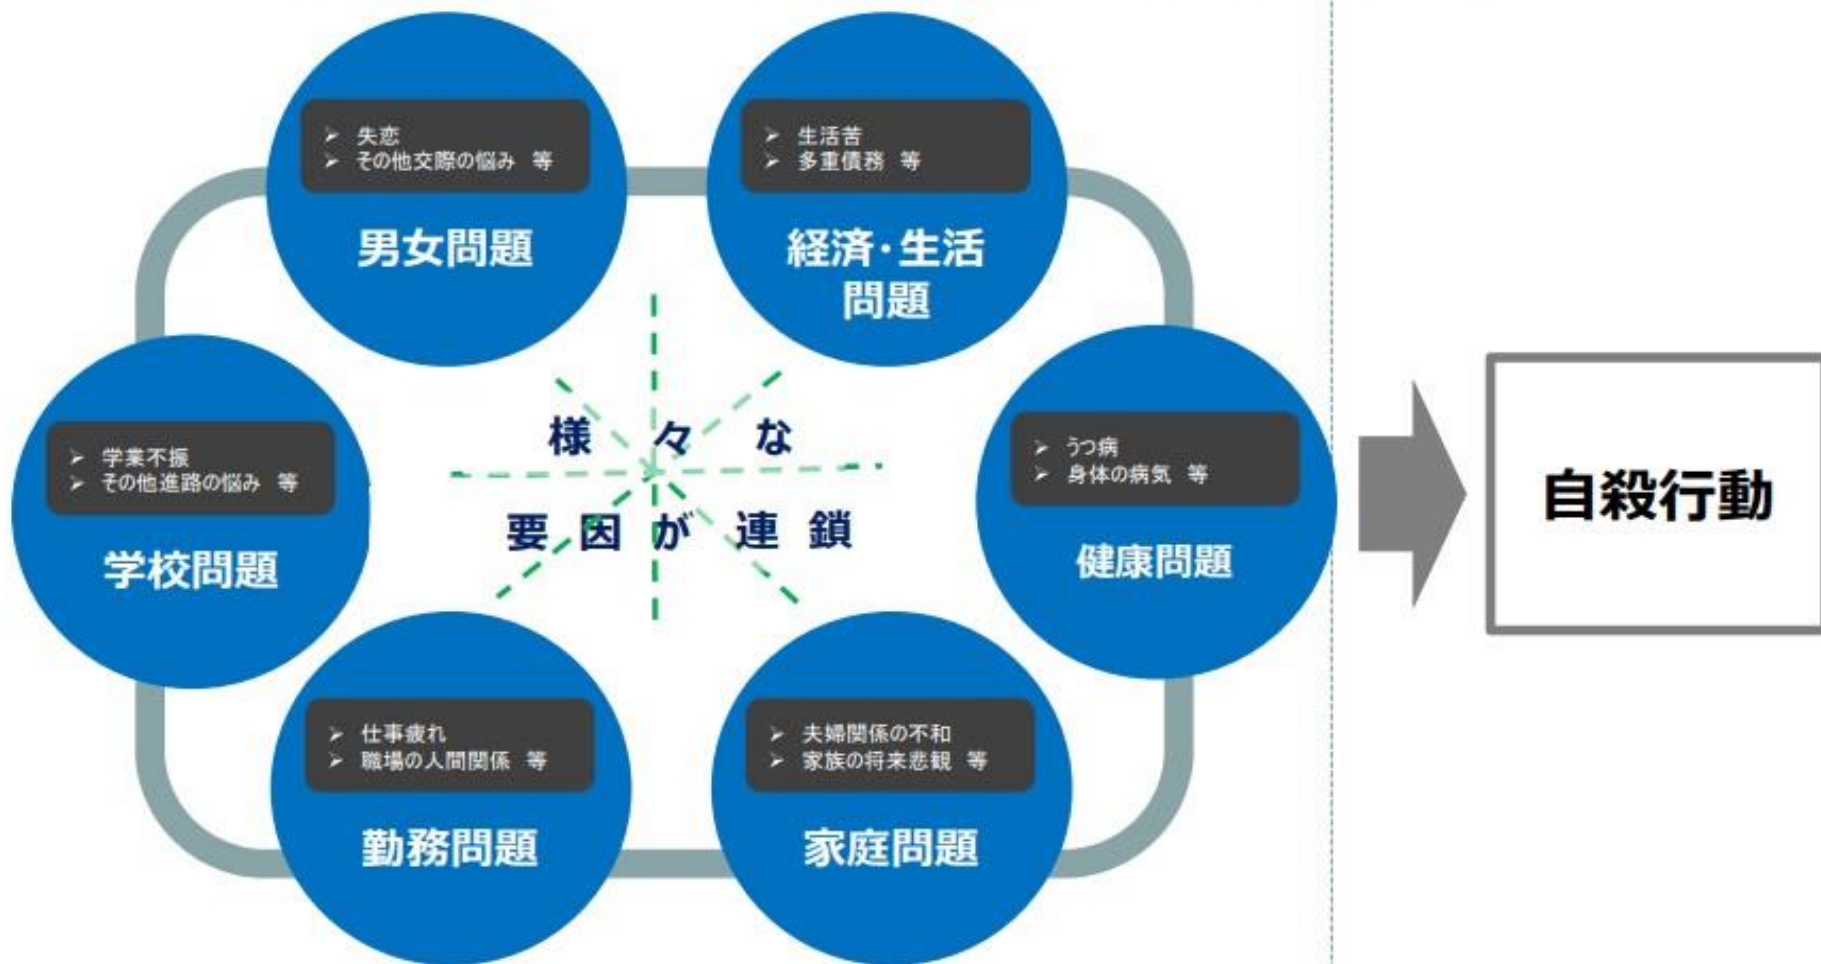 失恋
その他交際の悩み 等
男女問題
生活苦
多重債務 等
経済・生活
問題
学業不振
その他進路の悩み 等
学校問題
様々な
要因が連鎖
うつ病
身体の病気 等
健康問題
自殺行動
仕事疲れ
職場の人間関係 等
勤務問題
夫婦関係の不和
家族の将来悲観 等
家庭問題